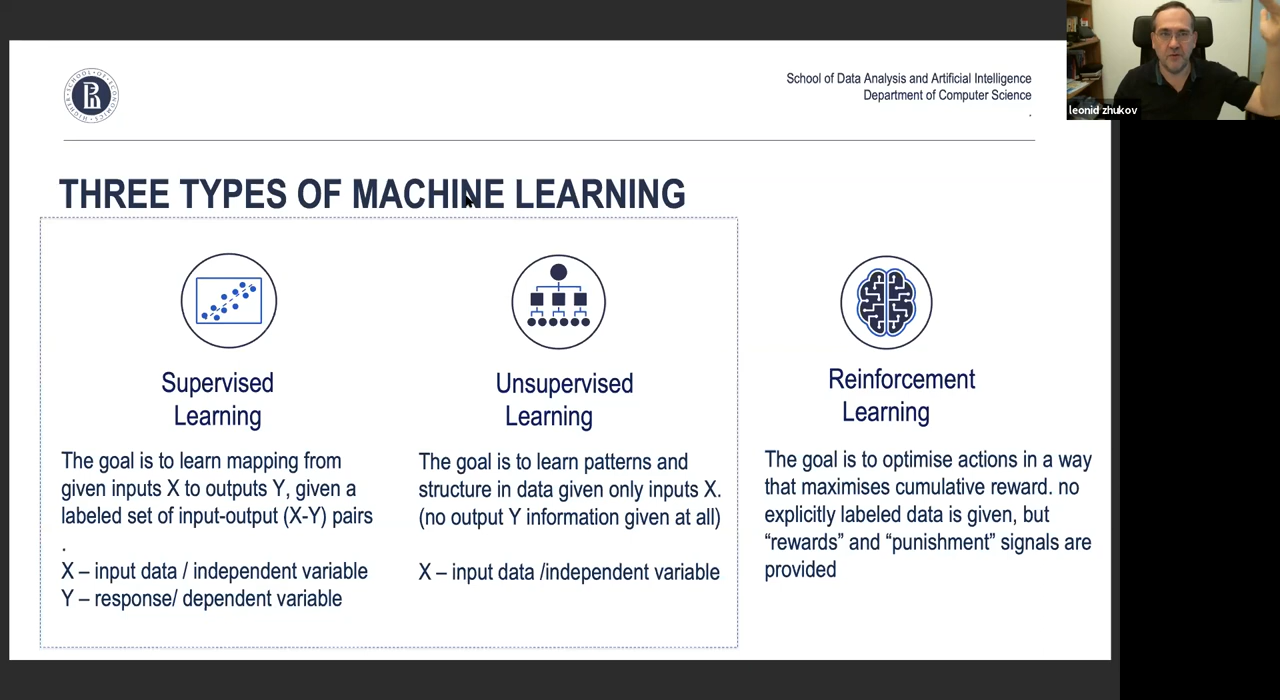 HIGHER · SCHOOL · OF · ECONOMICS
School of Data Analysis and Artificial Intelligence
Department of Computer Science
.
leonid zhukov
THREE TYPES OF MACHINE LEARNING
Supervised
Learning
The goal is to learn mapping from
given inputs X to outputs Y, given a
labeled set of input-output (X-Y) pairs
.
X – input data / independent variable
Y – response/ dependent variable
Unsupervised
Learning
The goal is to learn patterns and
structure in data given only inputs X.
(no output Y information given at all)
X – input data /independent variable
Reinforcement
Learning
The goal is to optimise actions in a way
that maximises cumulative reward. no
explicitly labeled data is given, but
“rewards” and “punishment” signals are
provided